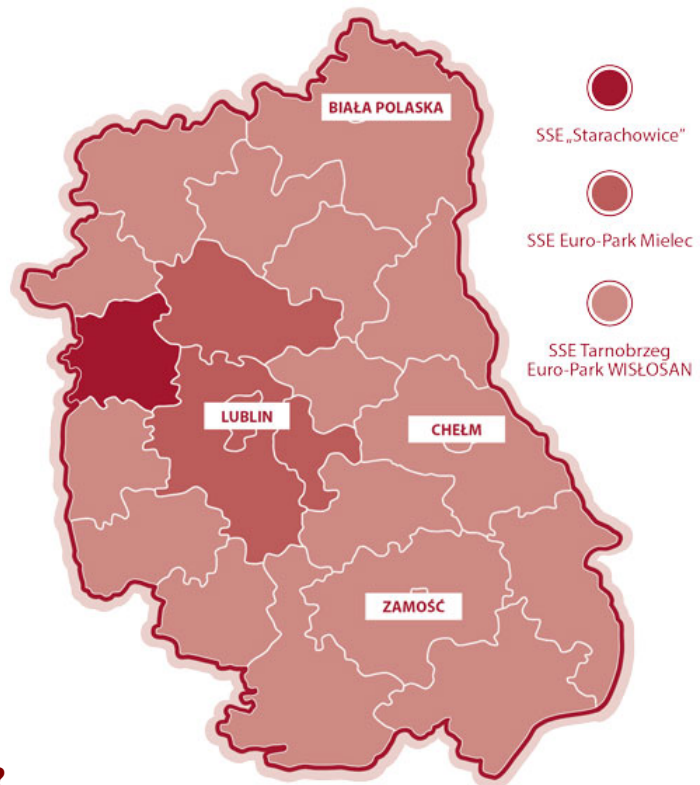 BIAŁA POLASKA
SSE „Starachowice”
SSE Euro-Park Mielec
SSE Tarnobrzeg
Euro-Park WISŁOSAN
LUBLIN
CHEŁM
ZAMOŚĆ